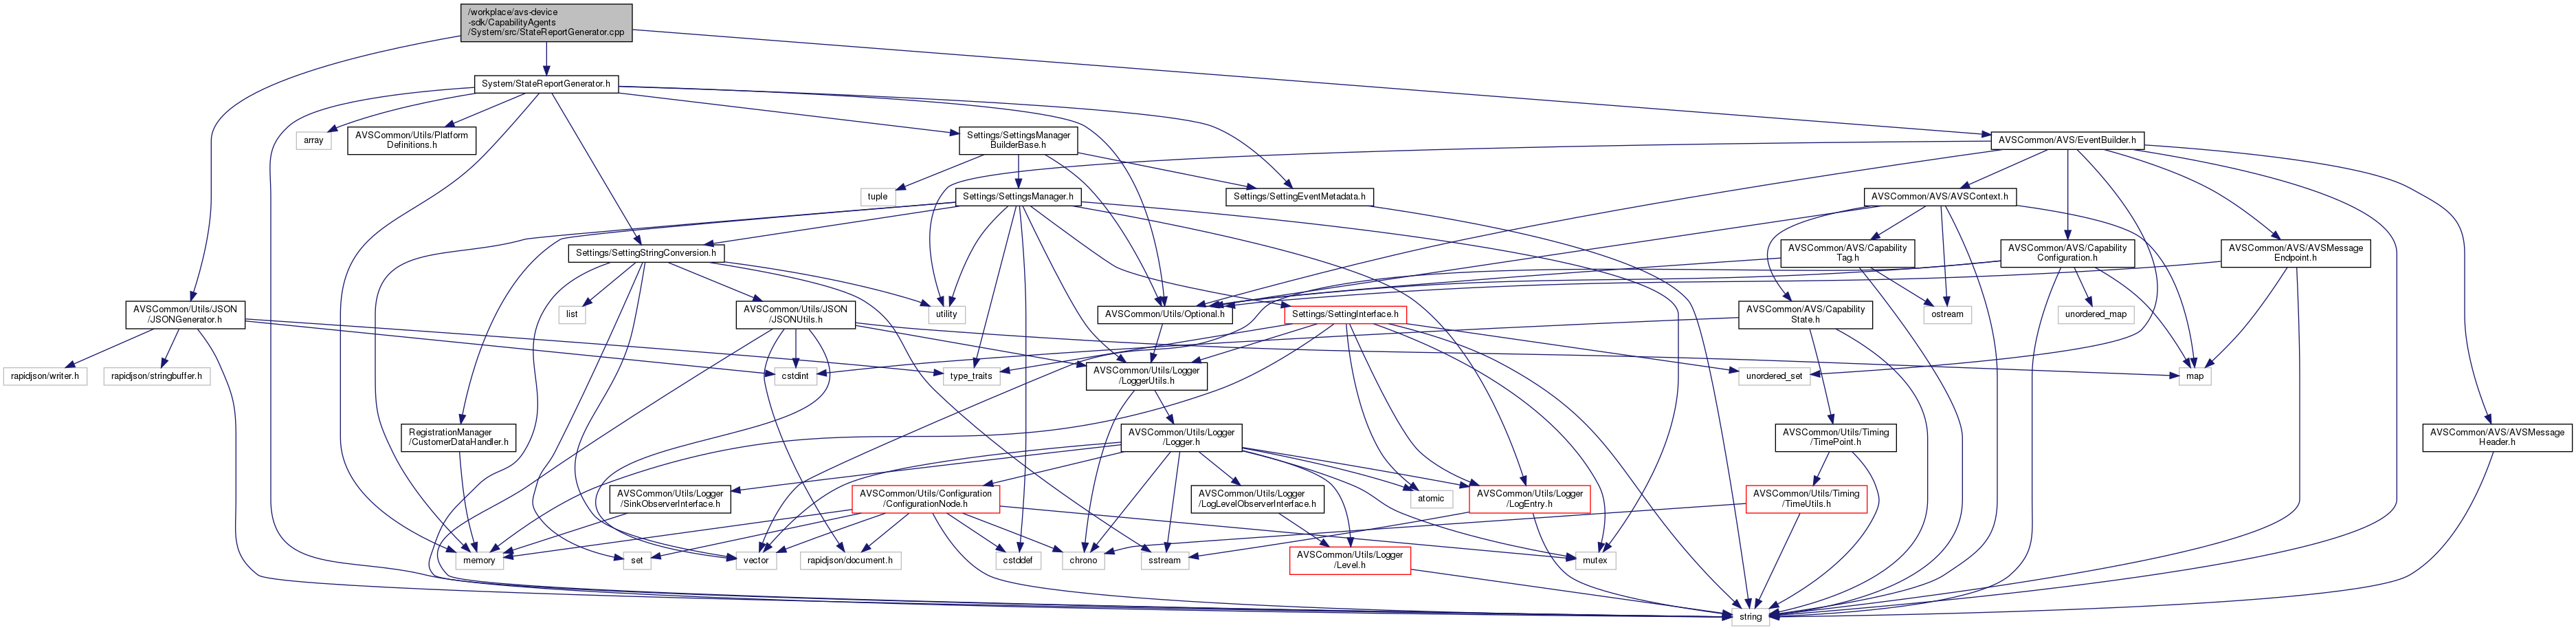 /workplace/avs-device
-sdk/CapabilityAgents
/System/src/StateReportGenerator.cpp
System/StateReportGenerator.h
array
AVSCommon/Utils/Platform
Definitions.h
Settings/SettingsManager
BuilderBase.h
AVSCommon/AVS/EventBuilder.h
tuple
Settings/SettingsManager.h
Settings/SettingEventMetadata.h
AVSCommon/AVS/AVSContext.h
Settings/SettingStringConversion.h
AVSCommon/AVS/Capability
Tag.h
AVSCommon/AVS/Capability
Configuration.h
AVSCommon/AVS/AVSMessage
Endpoint.h
AVSCommon/Utils/JSON
/JSONGenerator.h
list
AVSCommon/Utils/JSON
/JSONUtils.h
utility
AVSCommon/Utils/Optional.h
Settings/SettingInterface.h
AVSCommon/AVS/Capability
State.h
ostream
unordered_map
rapidjson/writer.h
rapidjson/stringbuffer.h
cstdint
type_traits
AVSCommon/Utils/Logger
/LoggerUtils.h
unordered_set
map
RegistrationManager
/CustomerDataHandler.h
AVSCommon/Utils/Logger
/Logger.h
AVSCommon/Utils/Timing
/TimePoint.h
AVSCommon/AVS/AVSMessage
Header.h
AVSCommon/Utils/Logger
/SinkObserverInterface.h
AVSCommon/Utils/Configuration
/ConfigurationNode.h
AVSCommon/Utils/Logger
/LogLevelObserverInterface.h
atomic
AVSCommon/Utils/Logger
/LogEntry.h
AVSCommon/Utils/Timing
/TimeUtils.h
memory
set
vector
rapidjson/document.h
cstddef
chrono
sstream
AVSCommon/Utils/Logger
/Level.h
mutex
string